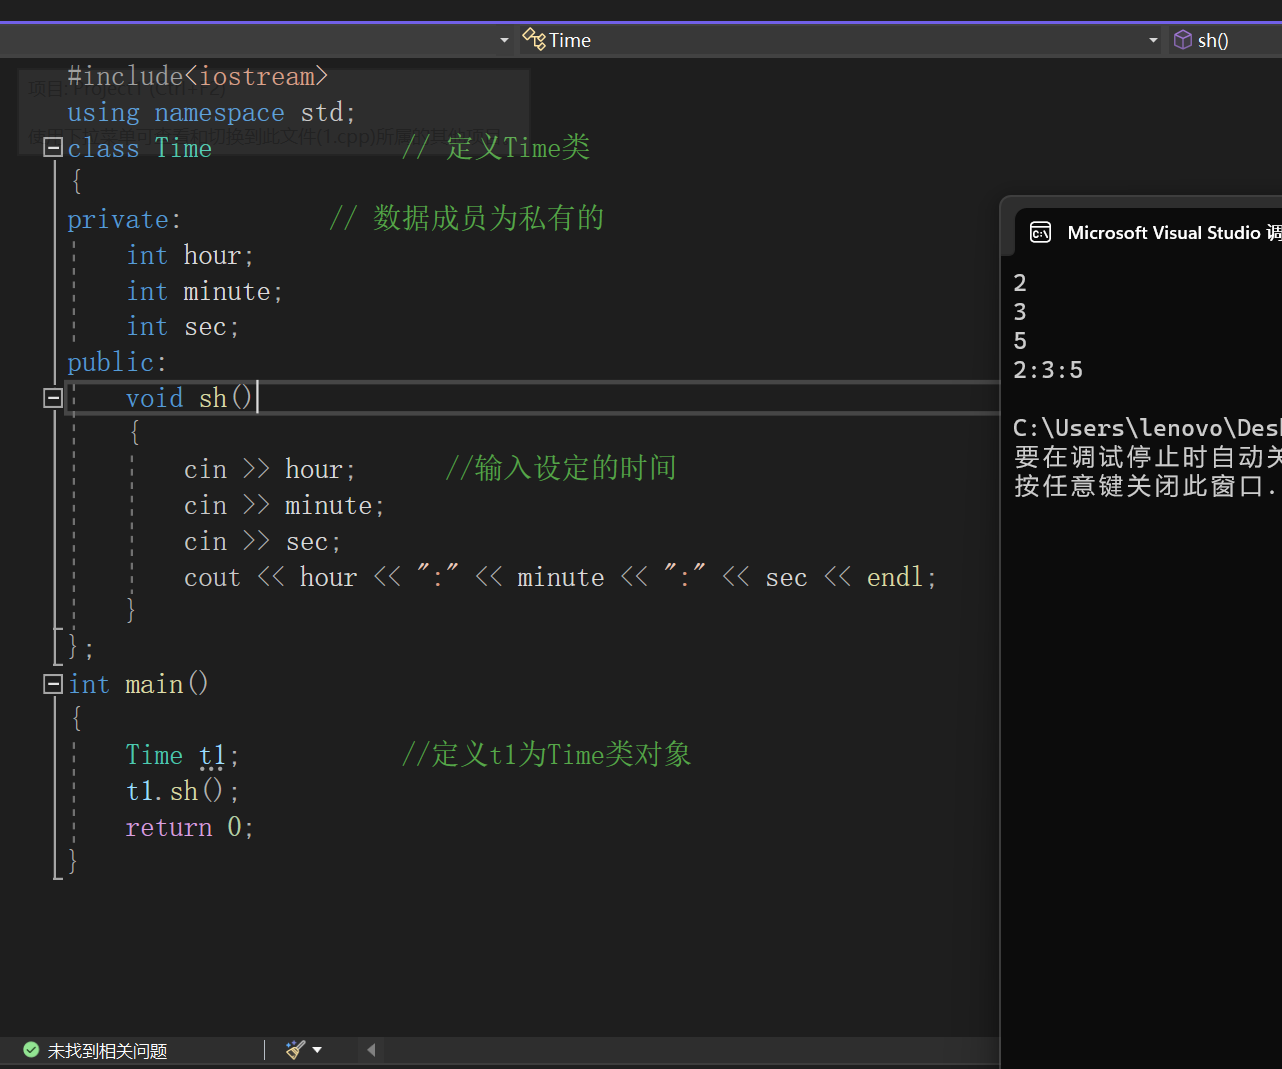 Time
sh()
#include<iostream>
using namespace std;
class Time // 定义Time类
{
private: // 数据成员为私有的
int hour;
int minute;
int sec;
public:
void sh()
{
cin >> hour; //输入设定的时间
cin >> minute;
cin >> sec;
cout << hour << ":" << minute << ":" << sec << endl;
}
};
int main()
{
Time t1; //定义t1为Time类对象
t1.sh();
return 0;
}
未找到相关问题
Microsoft Visual Studio 调
2
3
5
2:3:5
C:\Users\lenovo\Des
要在调试停止时自动关
按任意键关闭此窗口.